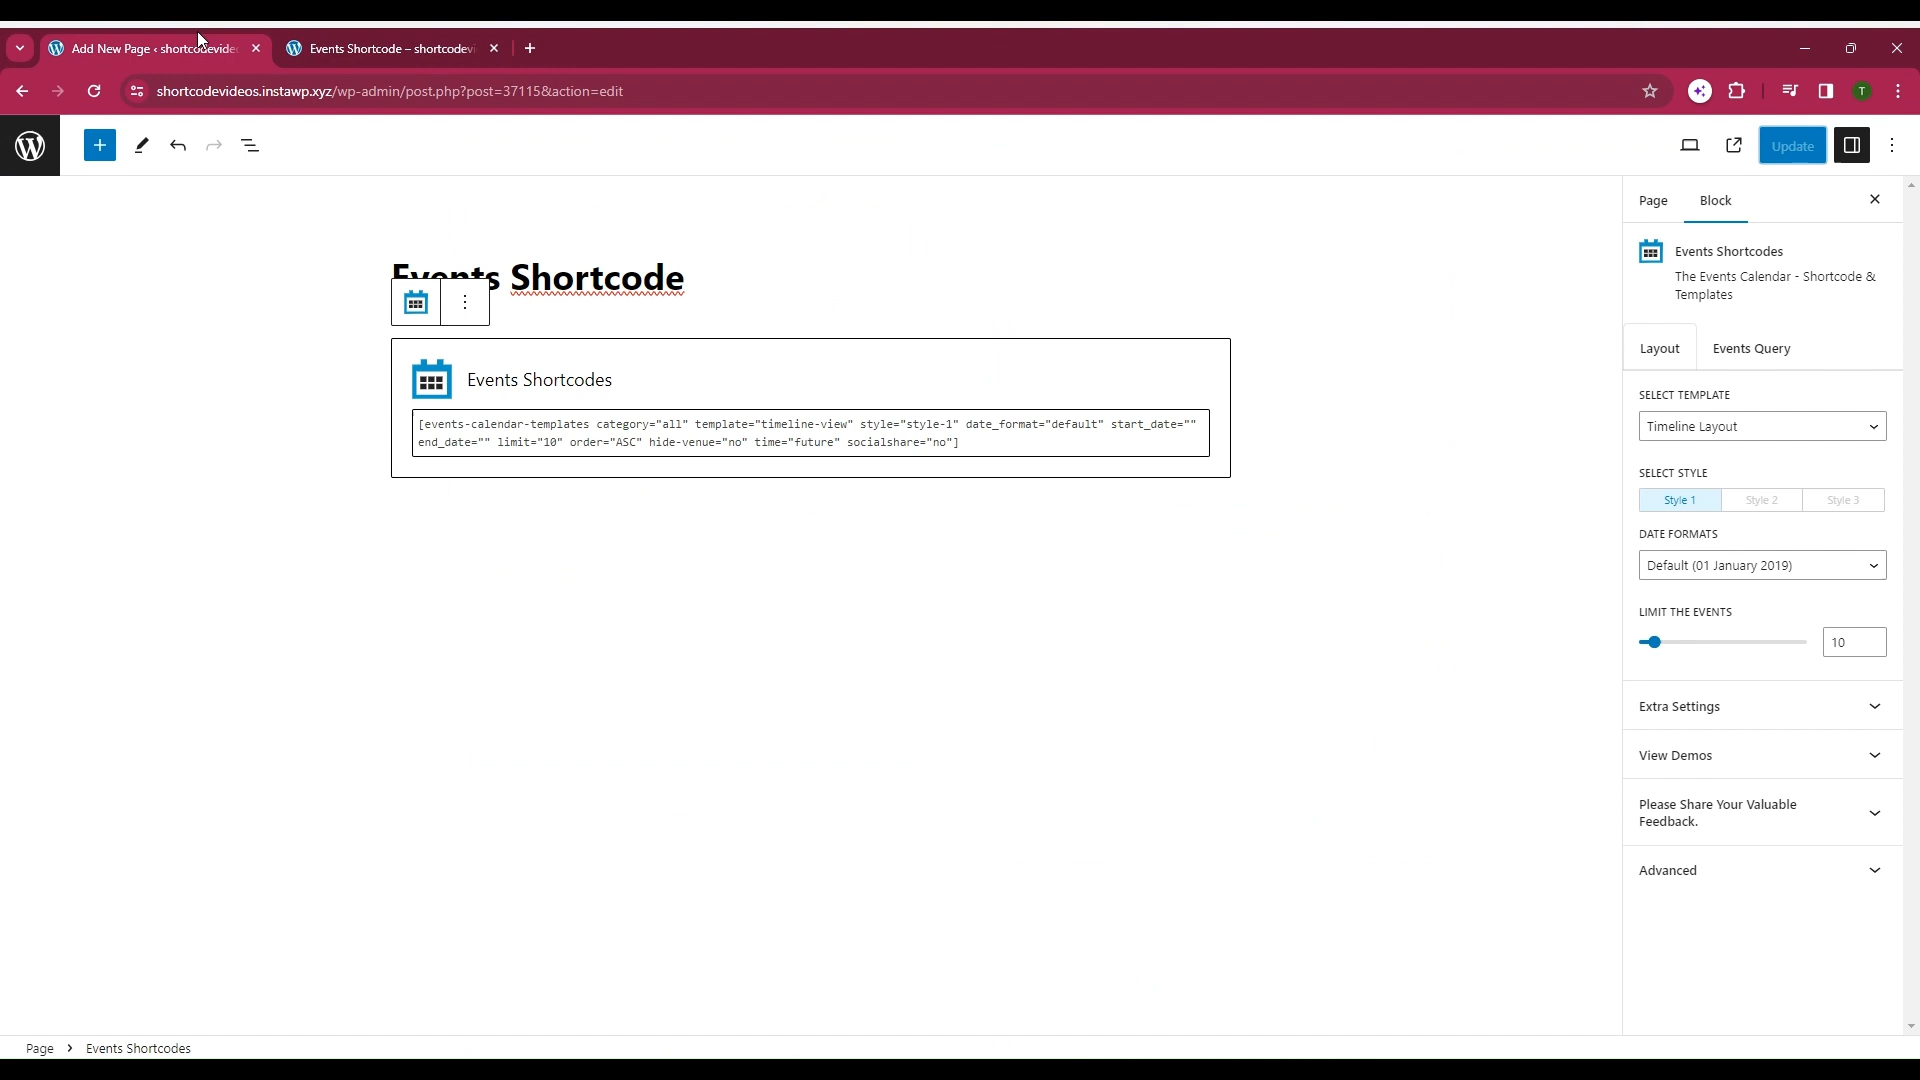 Add New Page ‹ shortcodevide
Events Shortcode – shortcodevi
shortcodevideos.instawp.xyz/wp-admin/post.php?post=37115&action=edit
T
Update
Page
Block
Events Shortcodes
The Events Calendar - Shortcode &
Templates
Events Shortcode
Events Shortcodes
[events-calendar-templates category="all" template="timeline-view" style="style-1" date_format="default" start_date=""
end_date="" limit="10" order="ASC" hide-venue="no" time="future" socialshare="no"]
Layout
Events Query
SELECT TEMPLATE
Timeline Layout
SELECT STYLE
Style 1
Style 2
Style 3
DATE FORMATS
Default (01 January 2019)
LIMIT THE EVENTS
10
Extra Settings
View Demos
Please Share Your Valuable
Feedback.
Advanced
Page › Events Shortcodes